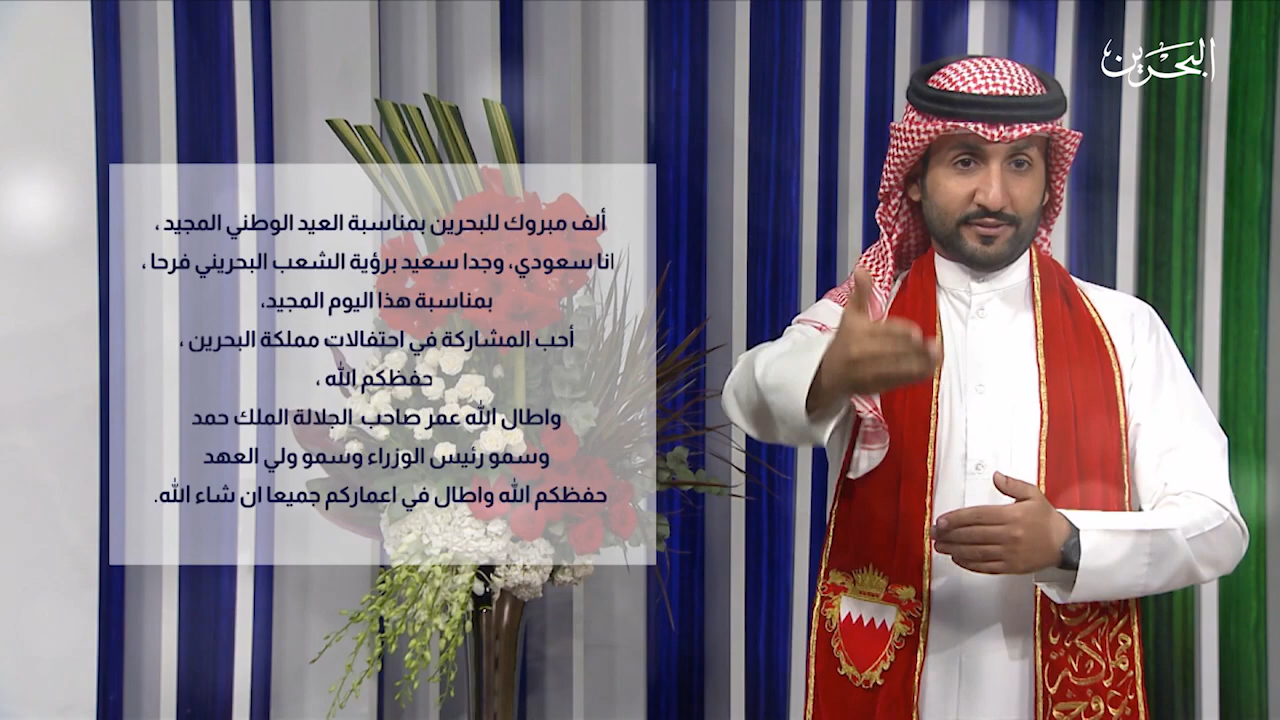 البحرين
ألف مبروك للبحرين بمناسبة العيد الوطني المجيد ،
انا سعودي، وجدا سعيد برؤية الشعب البحريني فرحا ،
بمناسبة هذا اليوم المجيد،
أحب المشاركة في احتفالات مملكة البحرين ،
حفظكم الله ،
واطال الله عمر صاحب الجلالة الملك حمد
وسمو رئيس الوزراء وسمو ولي العهد
حفظكم الله واطال في اعماركم جميعا ان شاء الله.